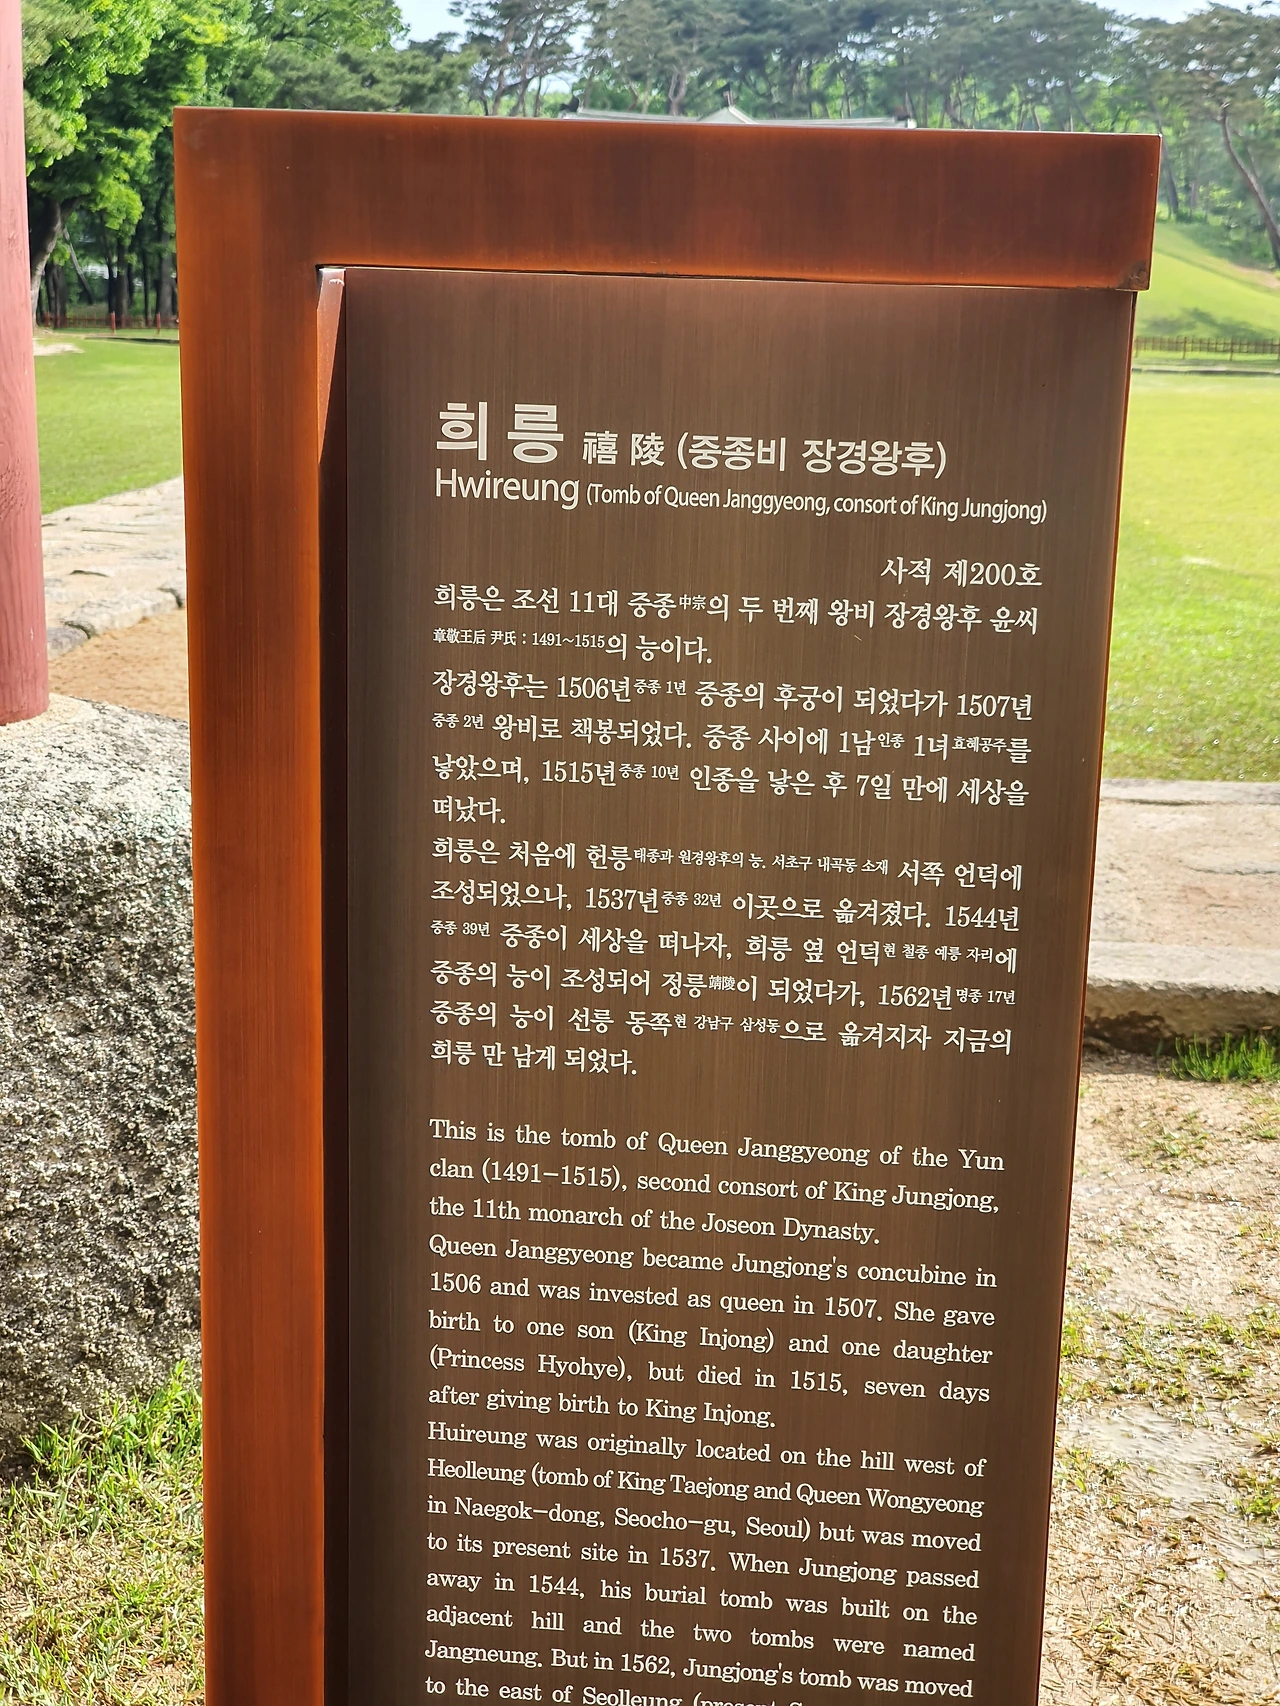 희릉 禧陵 (중종비 장경왕후)
Hwireung (Tomb of Queen Janggyeong, consort of King Jungjong)
사적 제200호
희릉은 조선 11대 중종中宗의 두 번째 왕비 장경왕후 윤씨
章敬王后 尹氏 : 1491~1515의 능이다.
장경왕후는 1506년중종 1년 중종의 후궁이 되었다가 1507년
중종 2년 왕비로 책봉되었다. 중종 사이에 1남인종 1녀효혜공주를
낳았으며, 1515년중종 10년 인종을 낳은 후 7일 만에 세상을
떠났다.
희릉은 처음에 헌릉태종과 원경왕후의 능. 서초구 내곡동 소재 서쪽 언덕에
조성되었으나, 1537년중종 32년 이곳으로 옮겨졌다. 1544년
중종 39년 중종이 세상을 떠나자, 희릉 옆 언덕현 철종 예릉 자리에
중종의 능이 조성되어 정릉靖陵이 되었다가, 1562년명종 17년
중종의 능이 선릉 동쪽현 강남구 삼성동으로 옮겨지자 지금의
희릉 만 남게 되었다.
This is the tomb of Queen Janggyeong of the Yun
clan (1491–1515), second consort of King Jungjong,
the 11th monarch of the Joseon Dynasty.
Queen Janggyeong became Jungjong's concubine in
1506 and was invested as queen in 1507. She gave
birth to one son (King Injong) and one daughter
(Princess Hyohye), but died in 1515, seven days
after giving birth to King Injong.
Huireung was originally located on the hill west of
Heolleung (tomb of King Taejong and Queen Wongyeong
in Naegok–dong, Seocho–gu, Seoul) but was moved
to its present site in 1537. When Jungjong passed
away in 1544, his burial tomb was built on the
adjacent hill and the two tombs were named
Jangneung. But in 1562, Jungjong's tomb was moved
to the east of Seolleung (present